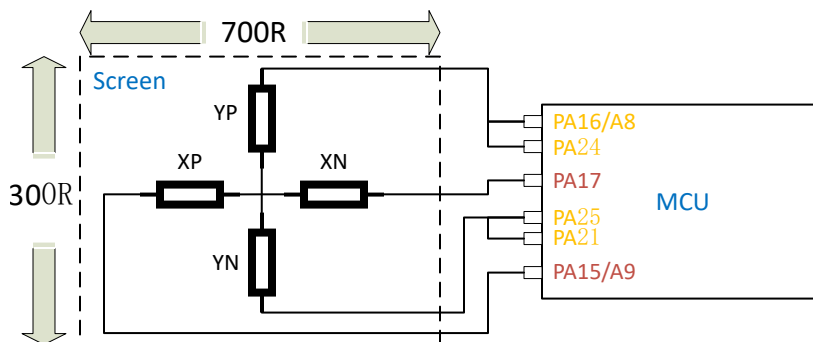 700R
Screen
YP
PA16/A8
PA24
XP
XN
PA17
300R
MCU
PA25
PA21
YN
PA15/A9